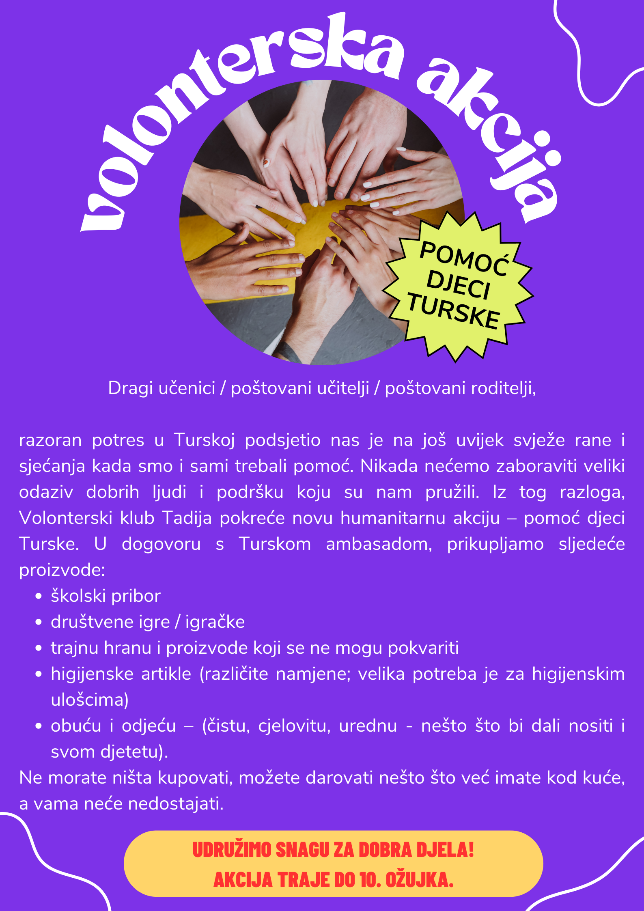 volonterska akcija
POMOĆ
DJECI
TURSKE
Dragi učenici / poštovani učitelji / poštovani roditelji,
razoran potres u Turskoj podsjetio nas je na još uvijek svježe rane i
sjećanja kada smo i sami trebali pomoć. Nikada nećemo zaboraviti veliki
odaziv dobrih ljudi i podršku koju su nam pružili. Iz tog razloga,
Volonterski klub Tadija pokreće novu humanitarnu akciju – pomoć djeci
Turske. U dogovoru s Turskom ambasadom, prikupljamo sljedeće
proizvode:
• školski pribor
• društvene igre / igračke
• trajnu hranu i proizvode koji se ne mogu pokvariti
• higijenske artikle (različite namjene; velika potreba je za higijenskim
ulošcima)
• obuću i odjeću – (čistu, cjelovitu, urednu - nešto što bi dali nositi i
svom djetetu).
Ne morate ništa kupovati, možete darovati nešto što već imate kod kuće,
a vama neće nedostajati.
UDRUŽIMO SNAGU ZA DOBRA DJELA!
AKCIJA TRAJE DO 10. OŽUJKA.